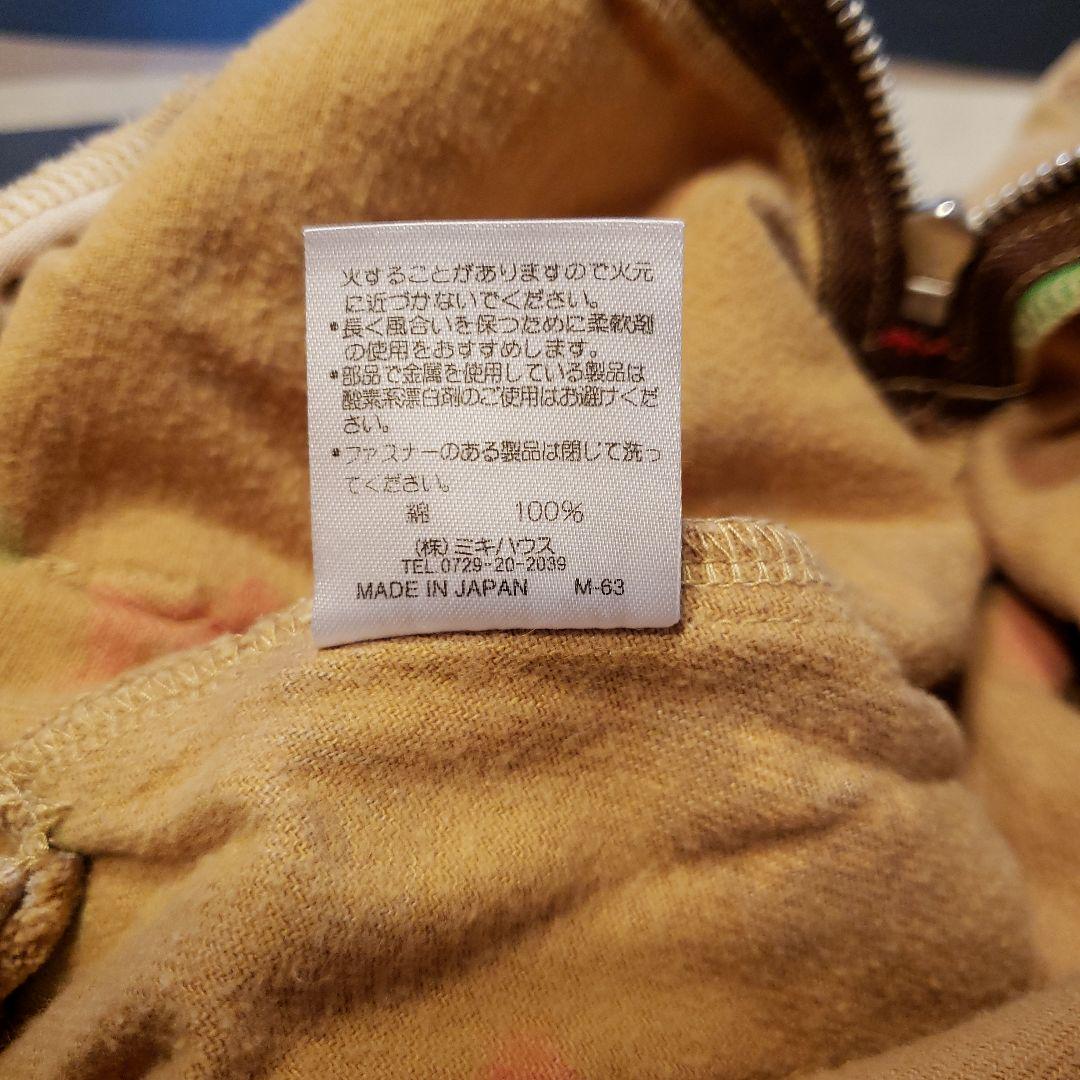 火することがありますので火元
に近づかないでください。
*長く風合いを保つために柔軟剤
の使用をおすすめします。
*部品で金属を使用している製品は
酸素系漂白剤のご使用はお避けくだ
さい。
*ファスナーのある製品は閉じて洗っ
てください。
綿 100%
(株)ミキハウス
TEL 0729-20-2039
MADE IN JAPAN M-63